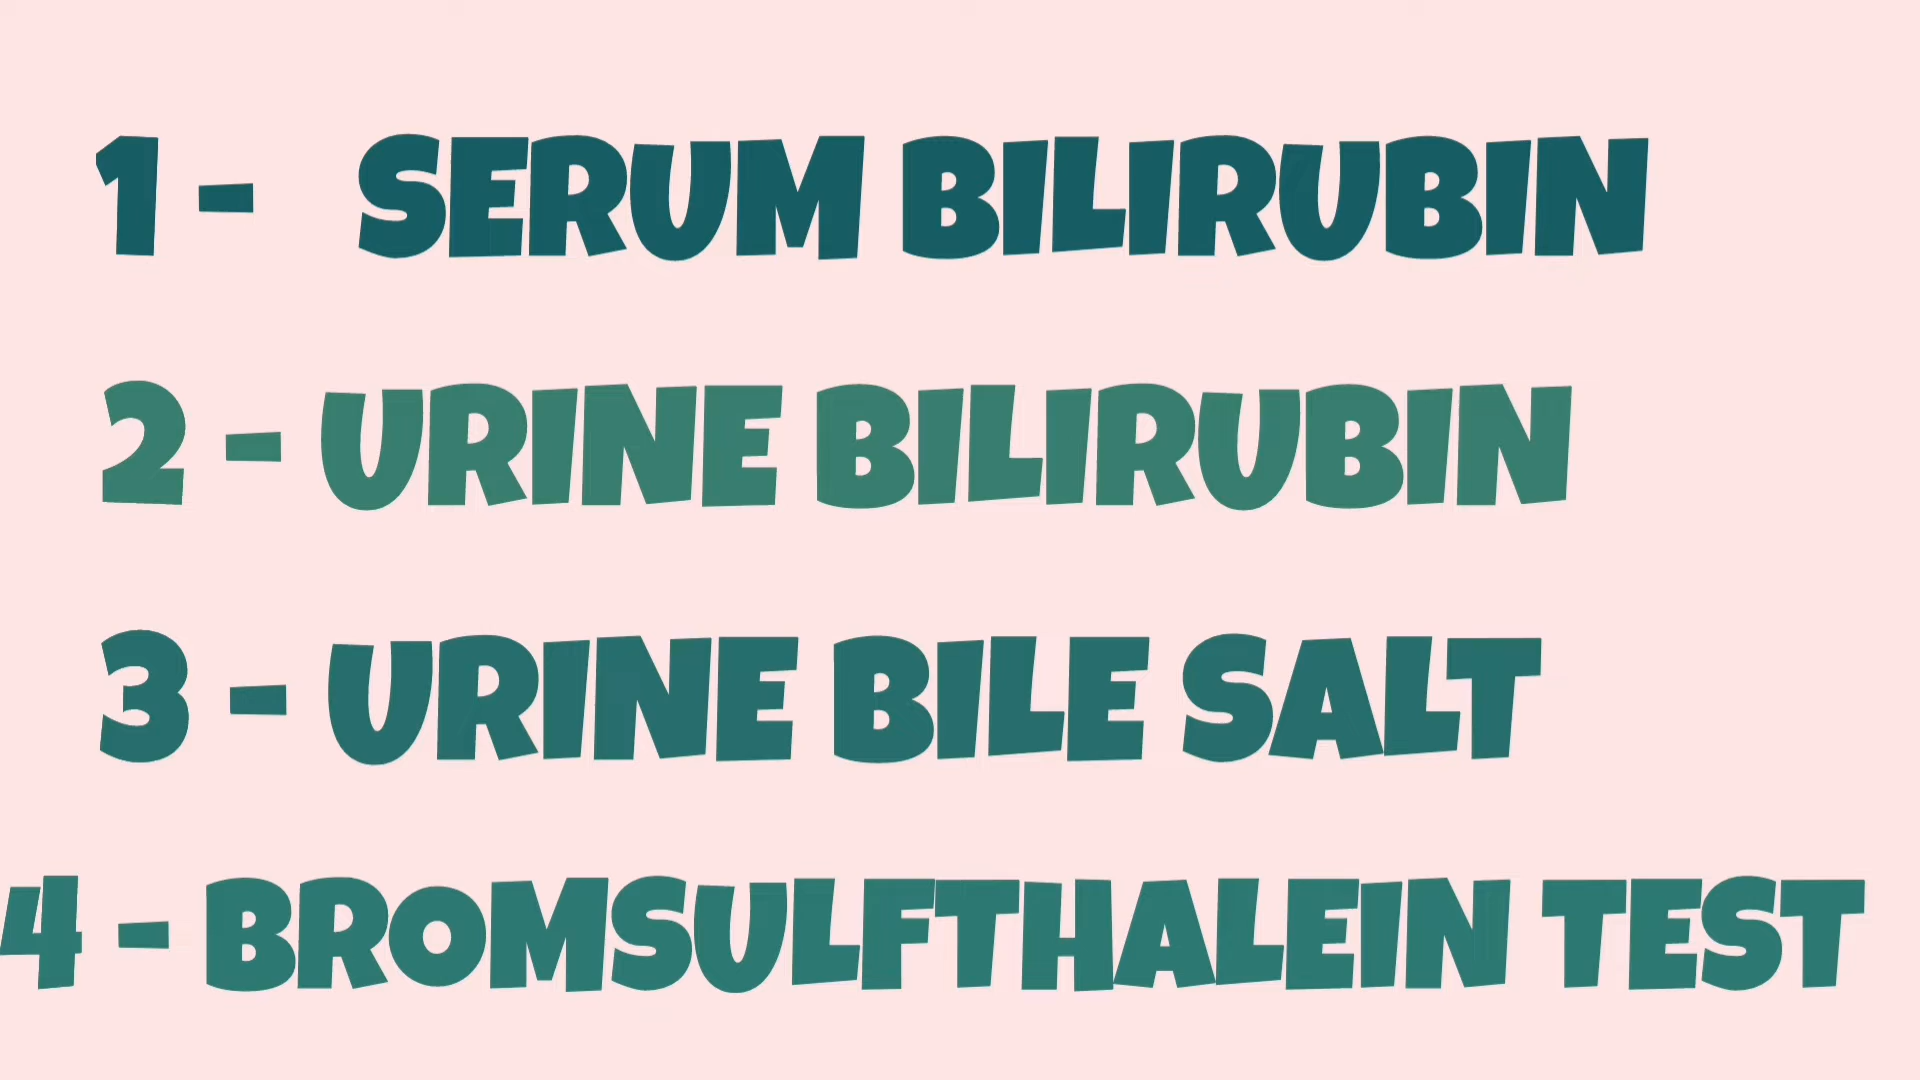 1 - SERUM BILIRUBIN
2 - URINE BILIRUBIN
3 - URINE BILE SALT
4 - BROMSULFTHALEIN TEST